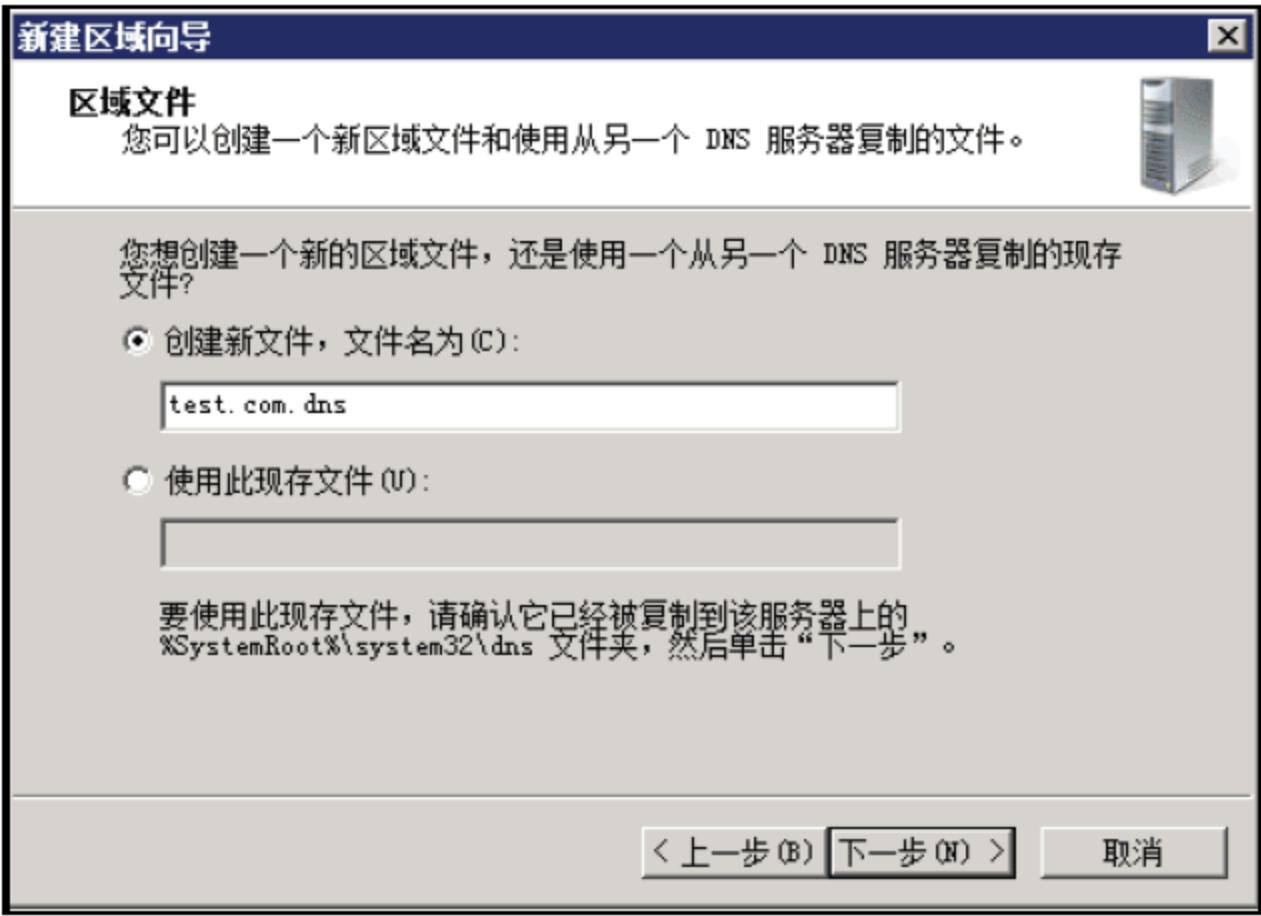 新建区域向导
区域文件
您可以创建一个新区域文件和使用从另一个 DNS 服务器复制的文件。
您想创建一个新的区域文件，还是使用一个从另一个 DNS 服务器复制的现存
文件?
创建新文件，文件名为(C):
test.com.dns
使用此现存文件(U):
要使用此现存文件，请确认它已经被复制到该服务器上的
%SystemRoot%\system32\dns 文件夹，然后单击“下一步”。
< 上一步(B) 下一步(N) > 取消